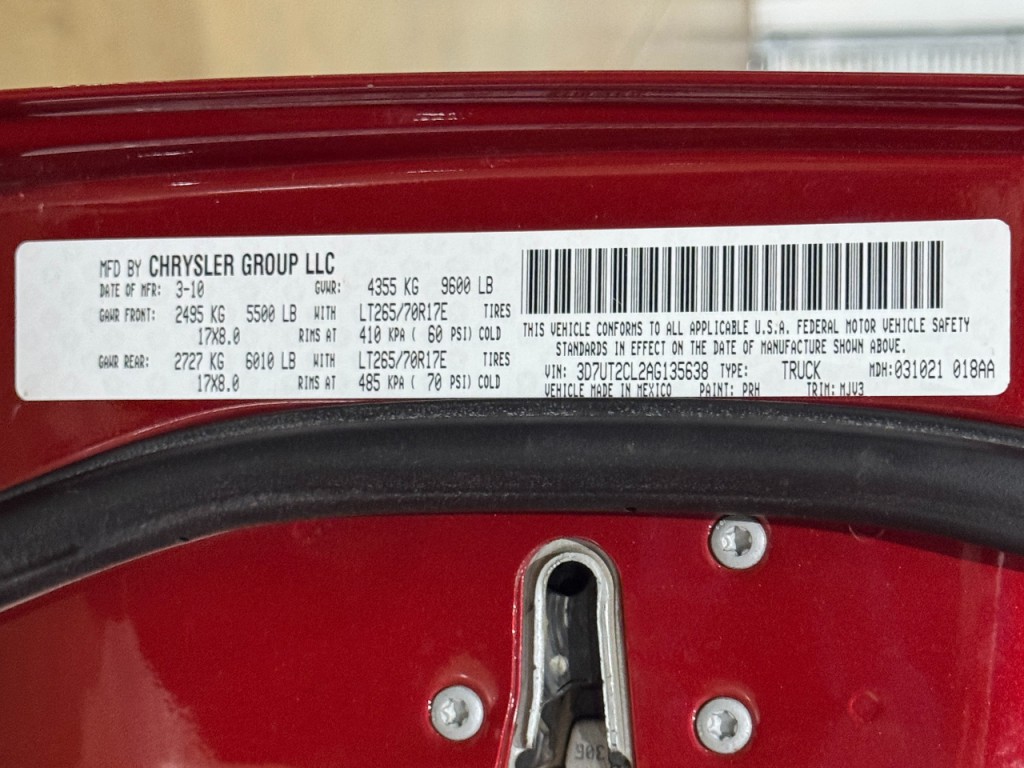 MFD BY CHRYSLER GROUP LLC
DATE OF MFR: 3-10 GVWR: 4355 KG 9600 LB
GAWR FRONT: 2495 KG 5500 LB WITH LT265/70R17E TIRES
17X8.0 RIMS AT 410 KPA ( 60 PSI) COLD
GAWR REAR: 2727 KG 6010 LB WITH LT265/70R17E TIRES
17X8.0 RIMS AT 485 KPA ( 70 PSI) COLD
THIS VEHICLE CONFORMS TO ALL APPLICABLE U.S.A. FEDERAL MOTOR VEHICLE SAFETY
STANDARDS IN EFFECT ON THE DATE OF MANUFACTURE SHOWN ABOVE.
VIN: 3D7UT2CL2AG135638 TYPE: TRUCK MDH:031021 018AA
VEHICLE MADE IN MEXICO PAINT: PRH TRIM: MJV3
306